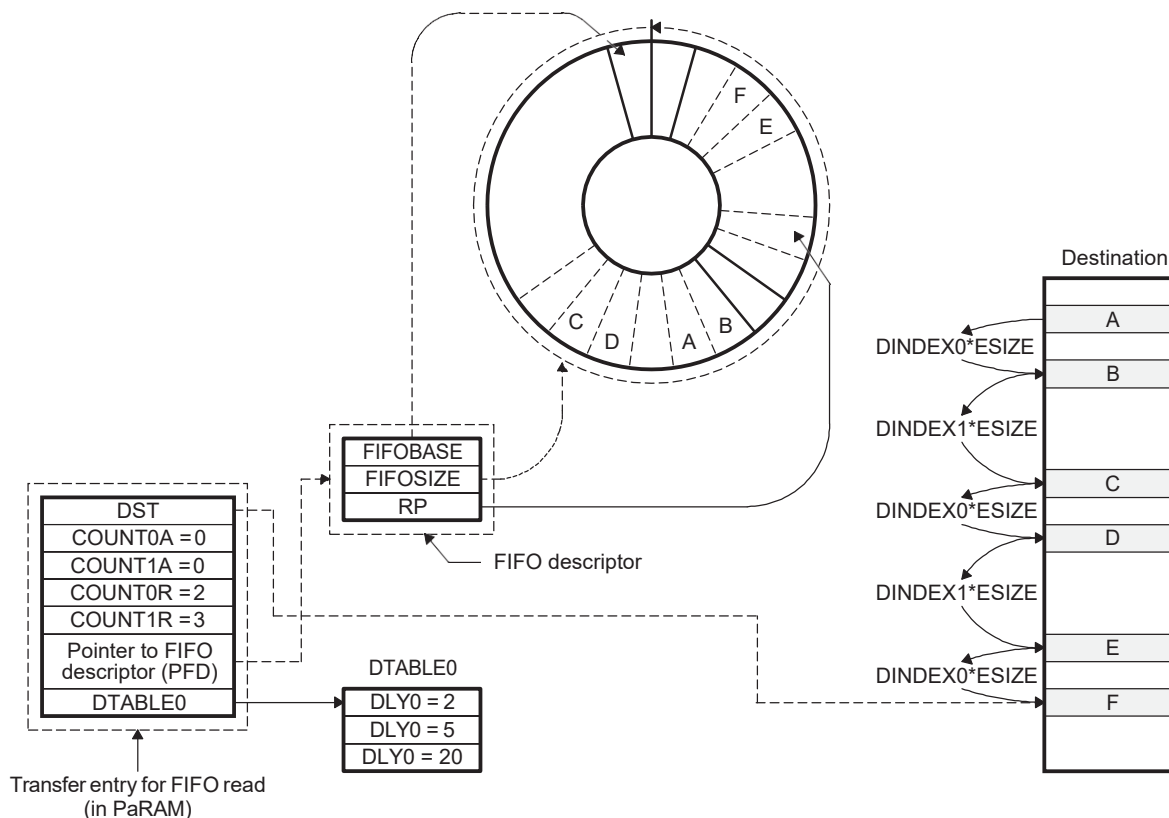 F
E
C
D
A
B
Destination
A
DINDEX0*ESIZE
B
DINDEX1*ESIZE
C
DINDEX0*ESIZE
D
DINDEX1*ESIZE
E
DINDEX0*ESIZE
F
FIFOBASE
FIFOSIZE
RP
FIFO descriptor
DST
COUNT0A = 0
COUNT1A = 0
COUNT0R = 2
COUNT1R = 3
Pointer to FIFO
descriptor (PFD)
DTABLE0
DTABLE0
DLY0 = 2
DLY0 = 5
DLY0 = 20
Transfer entry for FIFO read
(in PaRAM)